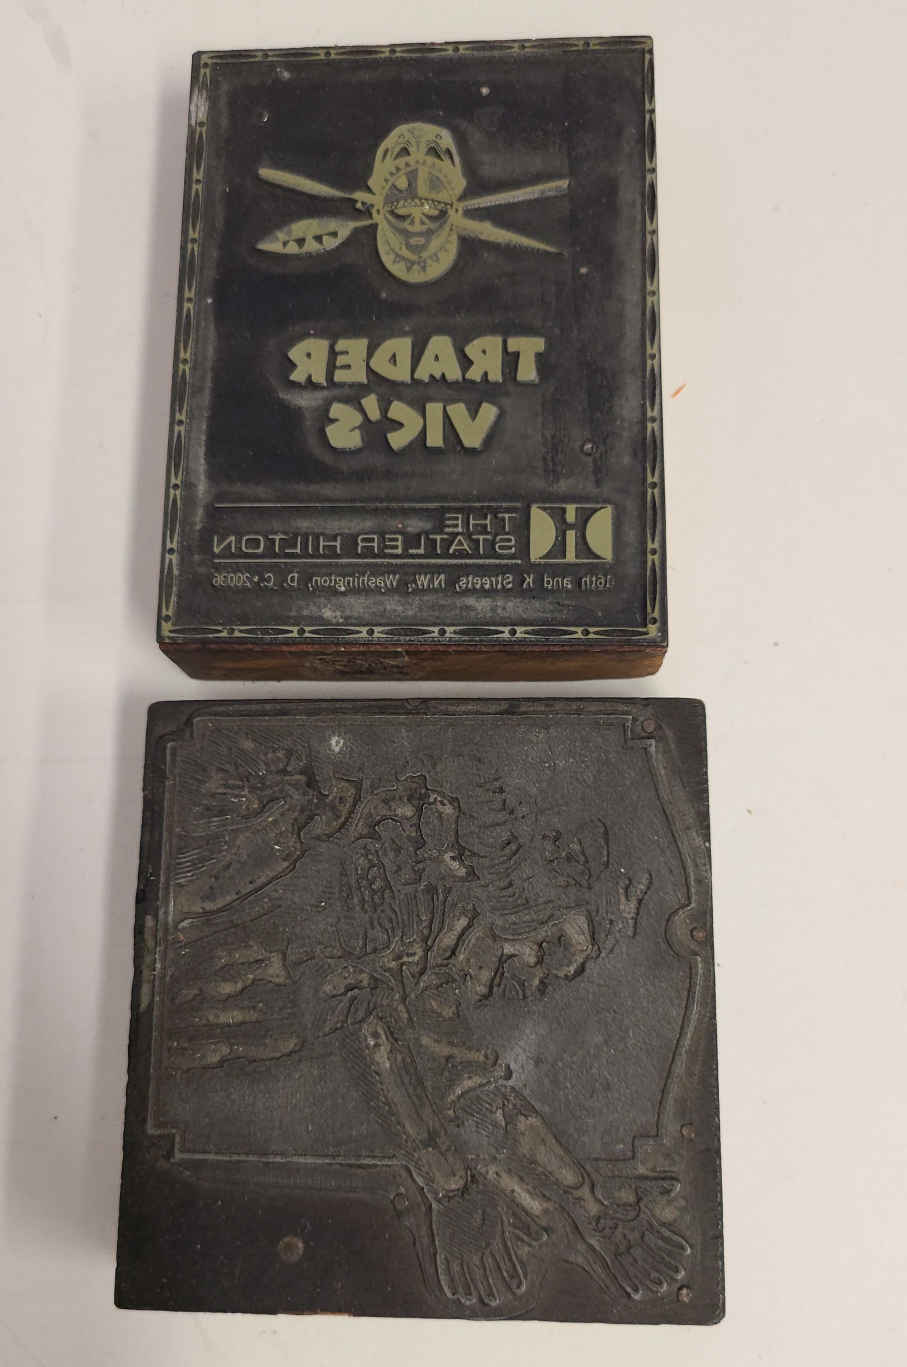 TRADER
VIC'S
THE
STATLER HILTON
16th and K Streets, N.W., Washington, D. C. • 20036